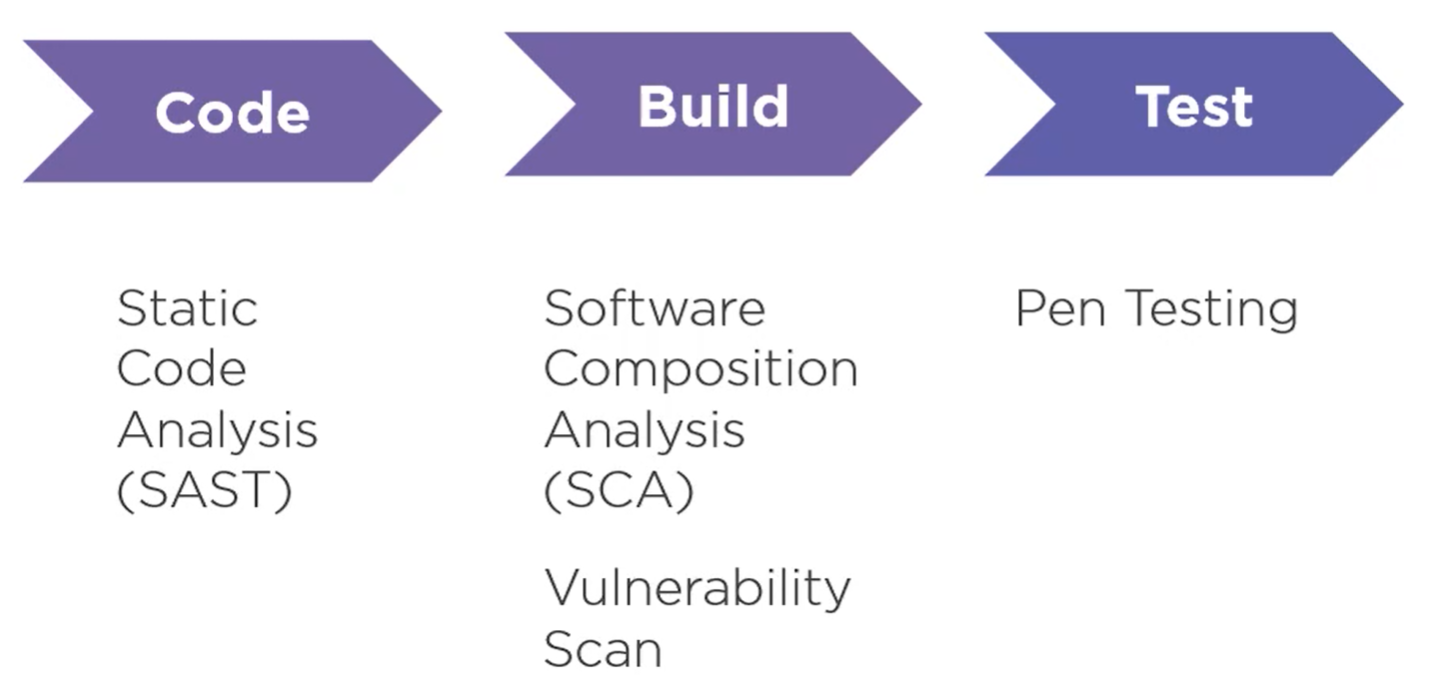 Code
Build
Test
Static
Code
Analysis
(SAST)
Software
Composition
Analysis
(SCA)
Vulnerability
Scan
Pen Testing